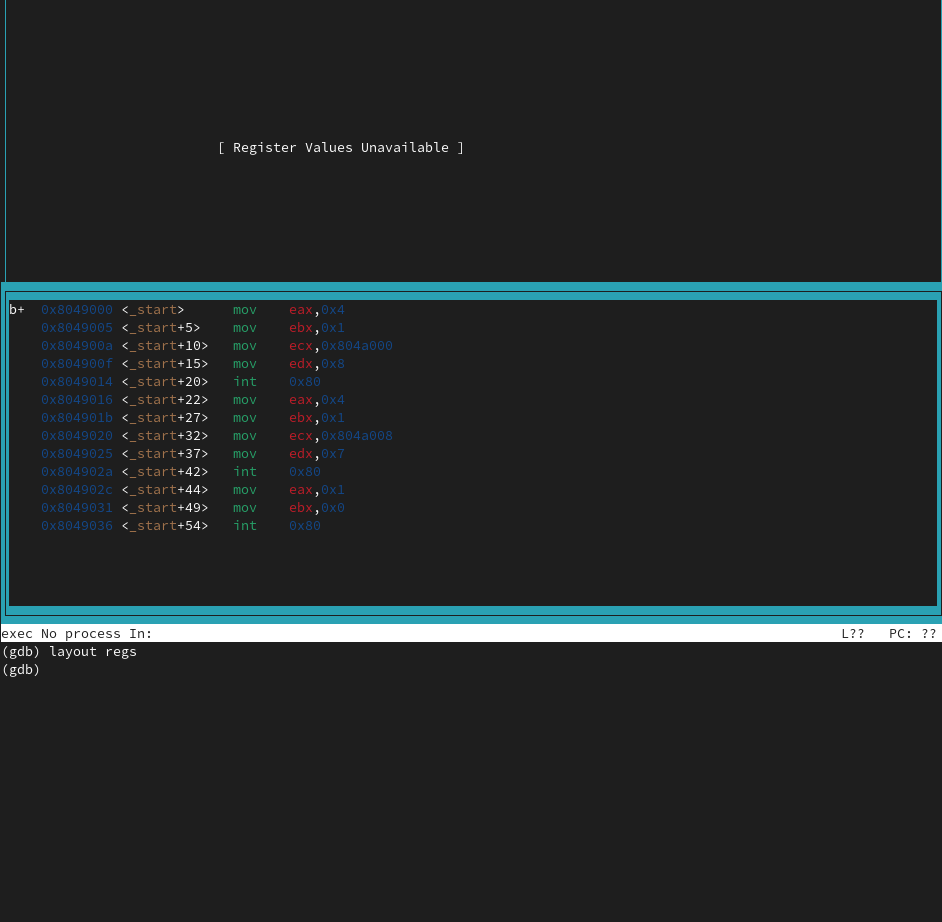 [ Register Values Unavailable ]
b+  0x8049000 <_start>      mov    eax,0x4
    0x8049005 <_start+5>    mov    ebx,0x1
    0x804900a <_start+10>   mov    ecx,0x804a000
    0x804900f <_start+15>   mov    edx,0x8
    0x8049014 <_start+20>   int    0x80
    0x8049016 <_start+22>   mov    eax,0x4
    0x804901b <_start+27>   mov    ebx,0x1
    0x8049020 <_start+32>   mov    ecx,0x804a008
    0x8049025 <_start+37>   mov    edx,0x7
    0x804902a <_start+42>   int    0x80
    0x804902c <_start+44>   mov    eax,0x1
    0x8049031 <_start+49>   mov    ebx,0x0
    0x8049036 <_start+54>   int    0x80
exec No process In: L?? PC: ??
(gdb) layout regs
(gdb)